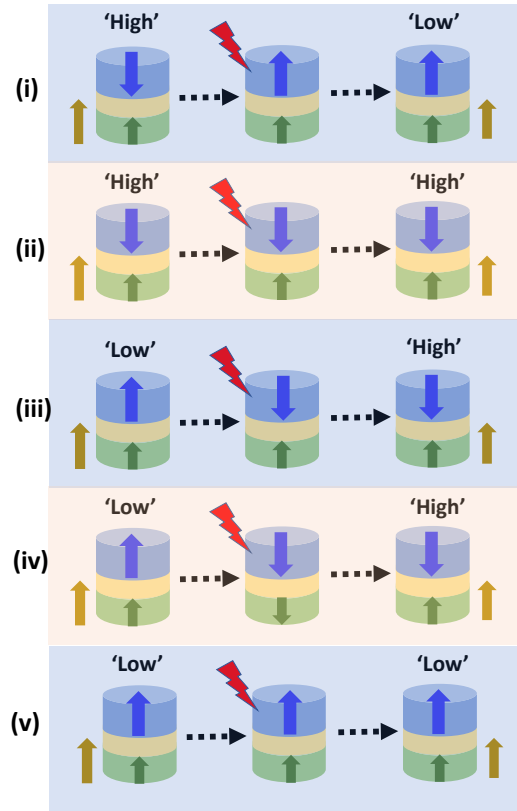 ‘High’ ‘Low’
(i)
‘High’ ‘High’
(ii)
‘Low’ ‘High’
(iii)
‘Low’ ‘High’
(iv)
‘Low’ ‘Low’
(v)